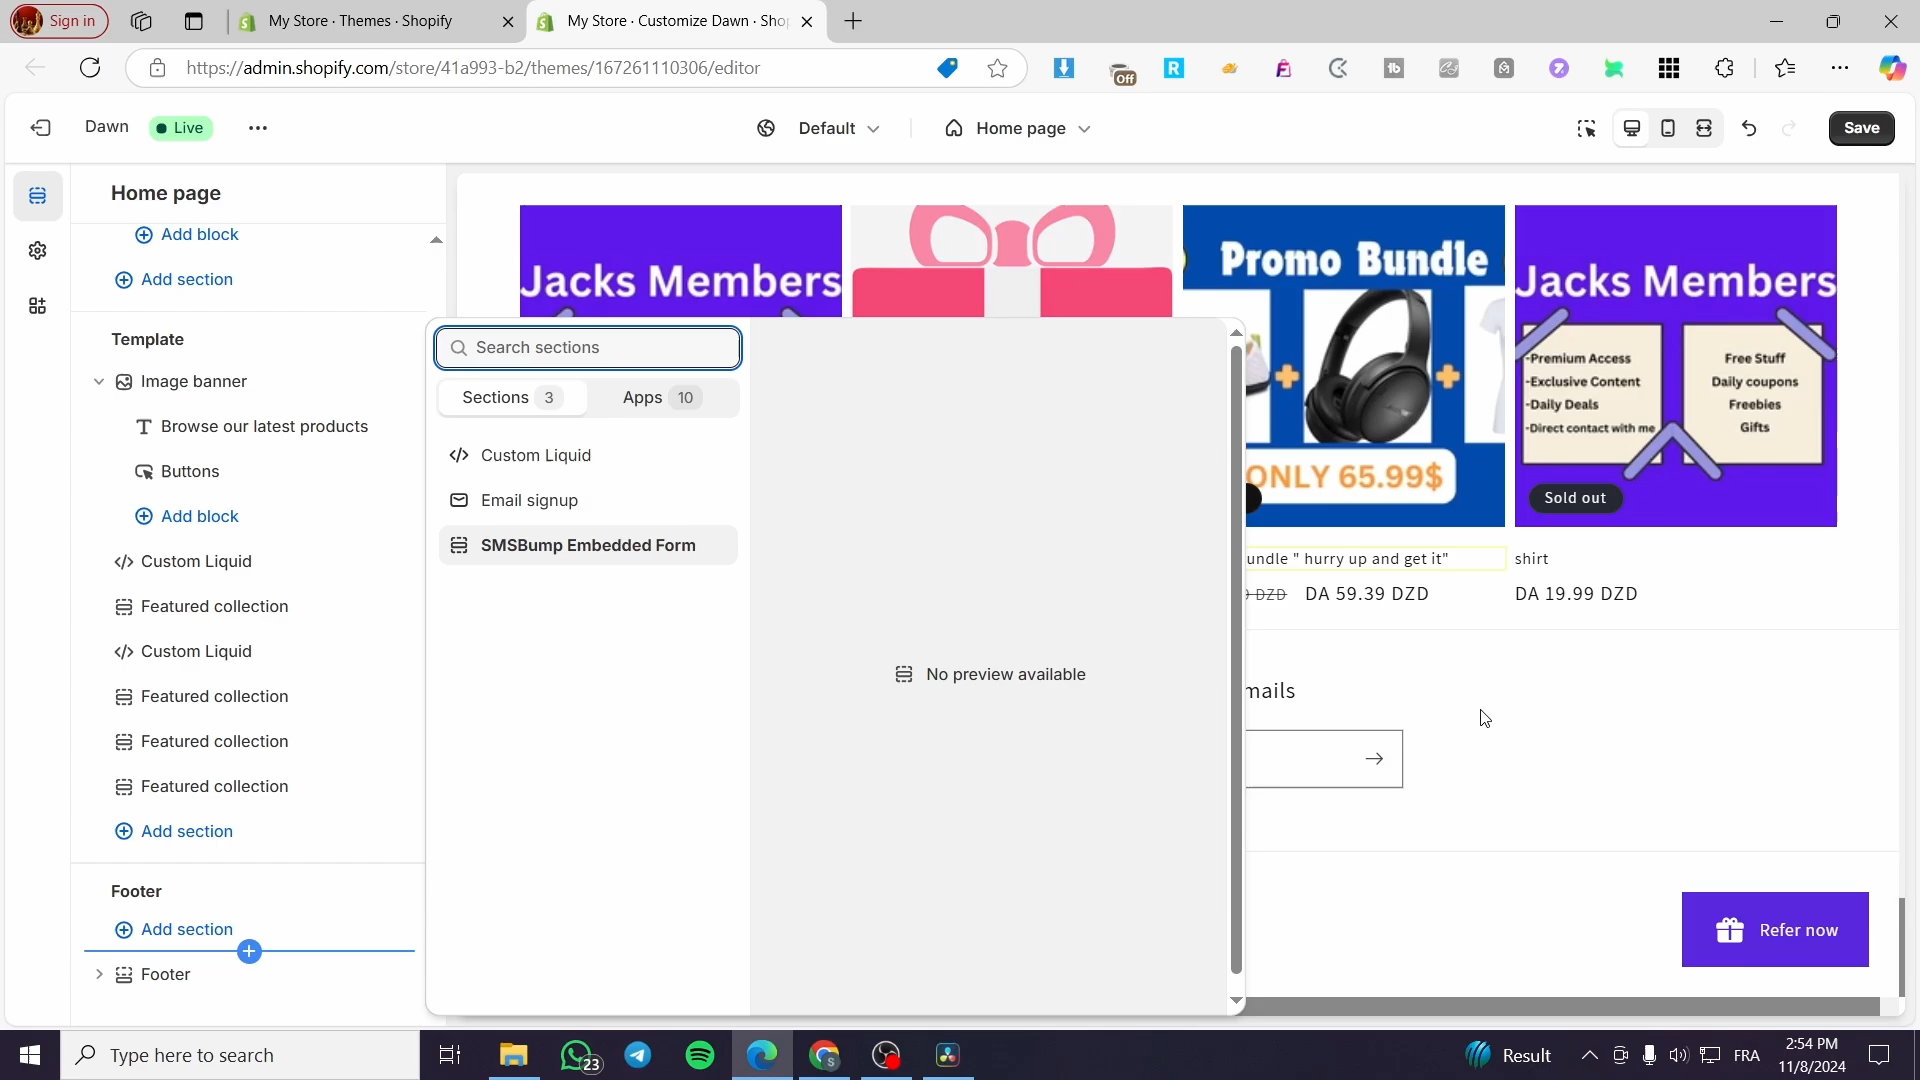 Sign in
My Store · Themes · Shopify
My Store · Customize Dawn · Sho
https://admin.shopify.com/store/41a993-b2/themes/167261110306/editor
Off
Dawn
Live
Default
Home page
Save
Home page
Add block
Add section
Template
Image banner
Browse our latest products
Buttons
Add block
Custom Liquid
Featured collection
Custom Liquid
Featured collection
Featured collection
Featured collection
Add section
Footer
Add section
Footer
Search sections
Sections 3
Apps 10
Custom Liquid
Email signup
SMSBump Embedded Form
No preview available
Jacks Members
Promo Bundle
ONLY 65.99$
Jacks Members
-Premium Access
-Exclusive Content
-Daily Deals
-Direct contact with me
Free Stuff
Daily coupons
Freebies
Gifts
Sold out
undle " hurry up and get it"
DZD DA 59.39 DZD
shirt
DA 19.99 DZD
mails
Refer now
Type here to search
23
Result
FRA
2:54 PM
11/8/2024